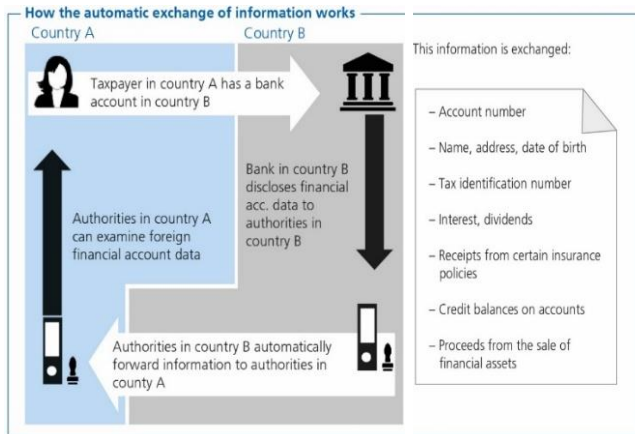 How the automatic exchange of information works
Country A
Country B
Taxpayer in country A has a bank
account in country B
Bank in country B
discloses financial
acc. data to
authorities in
country B
Authorities in country A
can examine foreign
financial account data
Authorities in country B automatically
forward information to authorities in
county A
This information is exchanged:
– Account number
– Name, address, date of birth
– Tax identification number
– Interest, dividends
– Receipts from certain insurance
policies
– Credit balances on accounts
– Proceeds from the sale of
financial assets